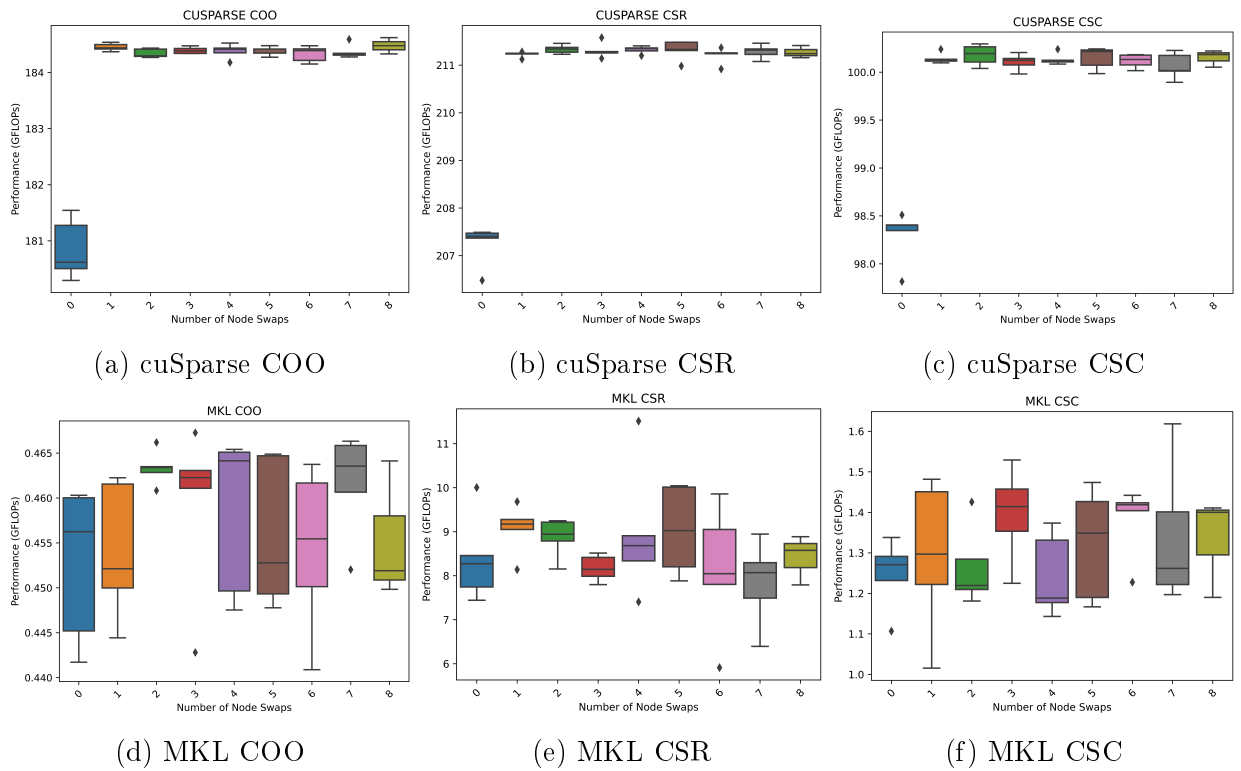 CUSPARSE COO
Performance (GFLOPs)
184
183
182
181
0 1 2 3 4 5 6 7 8
Number of Node Swaps
(a) cuSparse COO
CUSPARSE CSR
Performance (GFLOPs)
211
210
209
208
207
0 1 2 3 4 5 6 7 8
Number of Node Swaps
(b) cuSparse CSR
CUSPARSE CSC
Performance (GFLOPs)
100.0
99.5
99.0
98.5
98.0
0 1 2 3 4 5 6 7 8
Number of Node Swaps
(c) cuSparse CSC
MKL COO
Performance (GFLOPs)
0.465
0.460
0.455
0.450
0.445
0.440
0 1 2 3 4 5 6 7 8
Number of Node Swaps
(d) MKL COO
MKL CSR
Performance (GFLOPs)
11
10
9
8
7
6
0 1 2 3 4 5 6 7 8
Number of Node Swaps
(e) MKL CSR
MKL CSC
Performance (GFLOPs)
1.6
1.5
1.4
1.3
1.2
1.1
1.0
0 1 2 3 4 5 6 7 8
Number of Node Swaps
(f) MKL CSC